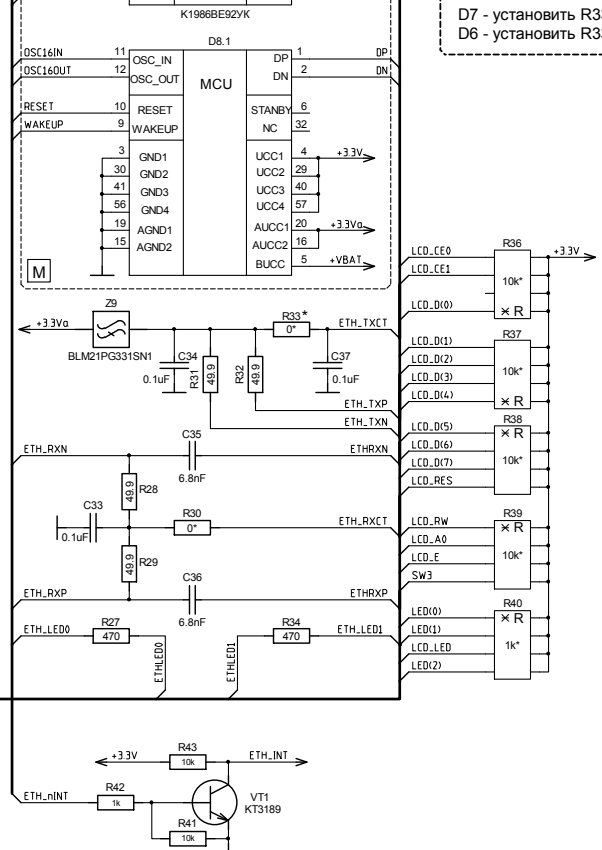 К1986ВЕ92УК
D7 - установить R33
D6 - установить R33
D8.1
OSC16IN 11 OSC_IN DP 1 DP
OSC16OUT 12 OSC_OUT MCU DN 2 DN
RESET 10 RESET STANBY 6
WAKEUP 9 WAKEUP NC 32
3 GND1 UCC1 4 +3.3V
30 GND2 UCC2 29
41 GND3 UCC3 40
56 GND4 UCC4 57
19 AGND1 AUCC1 20 +3.3Va
15 AGND2 AUCC2 16
BUCC 5 +VBAT
M
LCD_CE0 R36 +3.3V
LCD_CE1 10k*
LCD_D(0) R
Z9
+3.3Va R33* 0* ETH_TXCT
BLM21PG331SN1 C34 0.1uF R31 49.9 R32 49.9 C37 0.1uF
LCD_D(1) R37
LCD_D(2)
LCD_D(3) 10k*
LCD_D(4) R
ETH_TXP
ETH_TXN
LCD_D(5) R38 R
LCD_D(6)
LCD_D(7) 10k*
LCD_RES
ETH_RXN C35 ETHRXN
6.8nF
49.9 R28
C33 0.1uF R30 0* ETH_RXCT
LCD_RW R39 R
LCD_A0
LCD_E 10k*
SW3
49.9 R29
ETH_RXP C36 ETHRXP
6.8nF
LED(0) R40 R
LED(1)
LCD_LED 1k*
LED(2)
ETH_LED0 R27 470 R34 470 ETH_LED1
ETHLED0 ETHLED1
+3.3V R43 10k ETH_INT
ETH_nINT R42 1k VT1
КТ3189
R41 10k